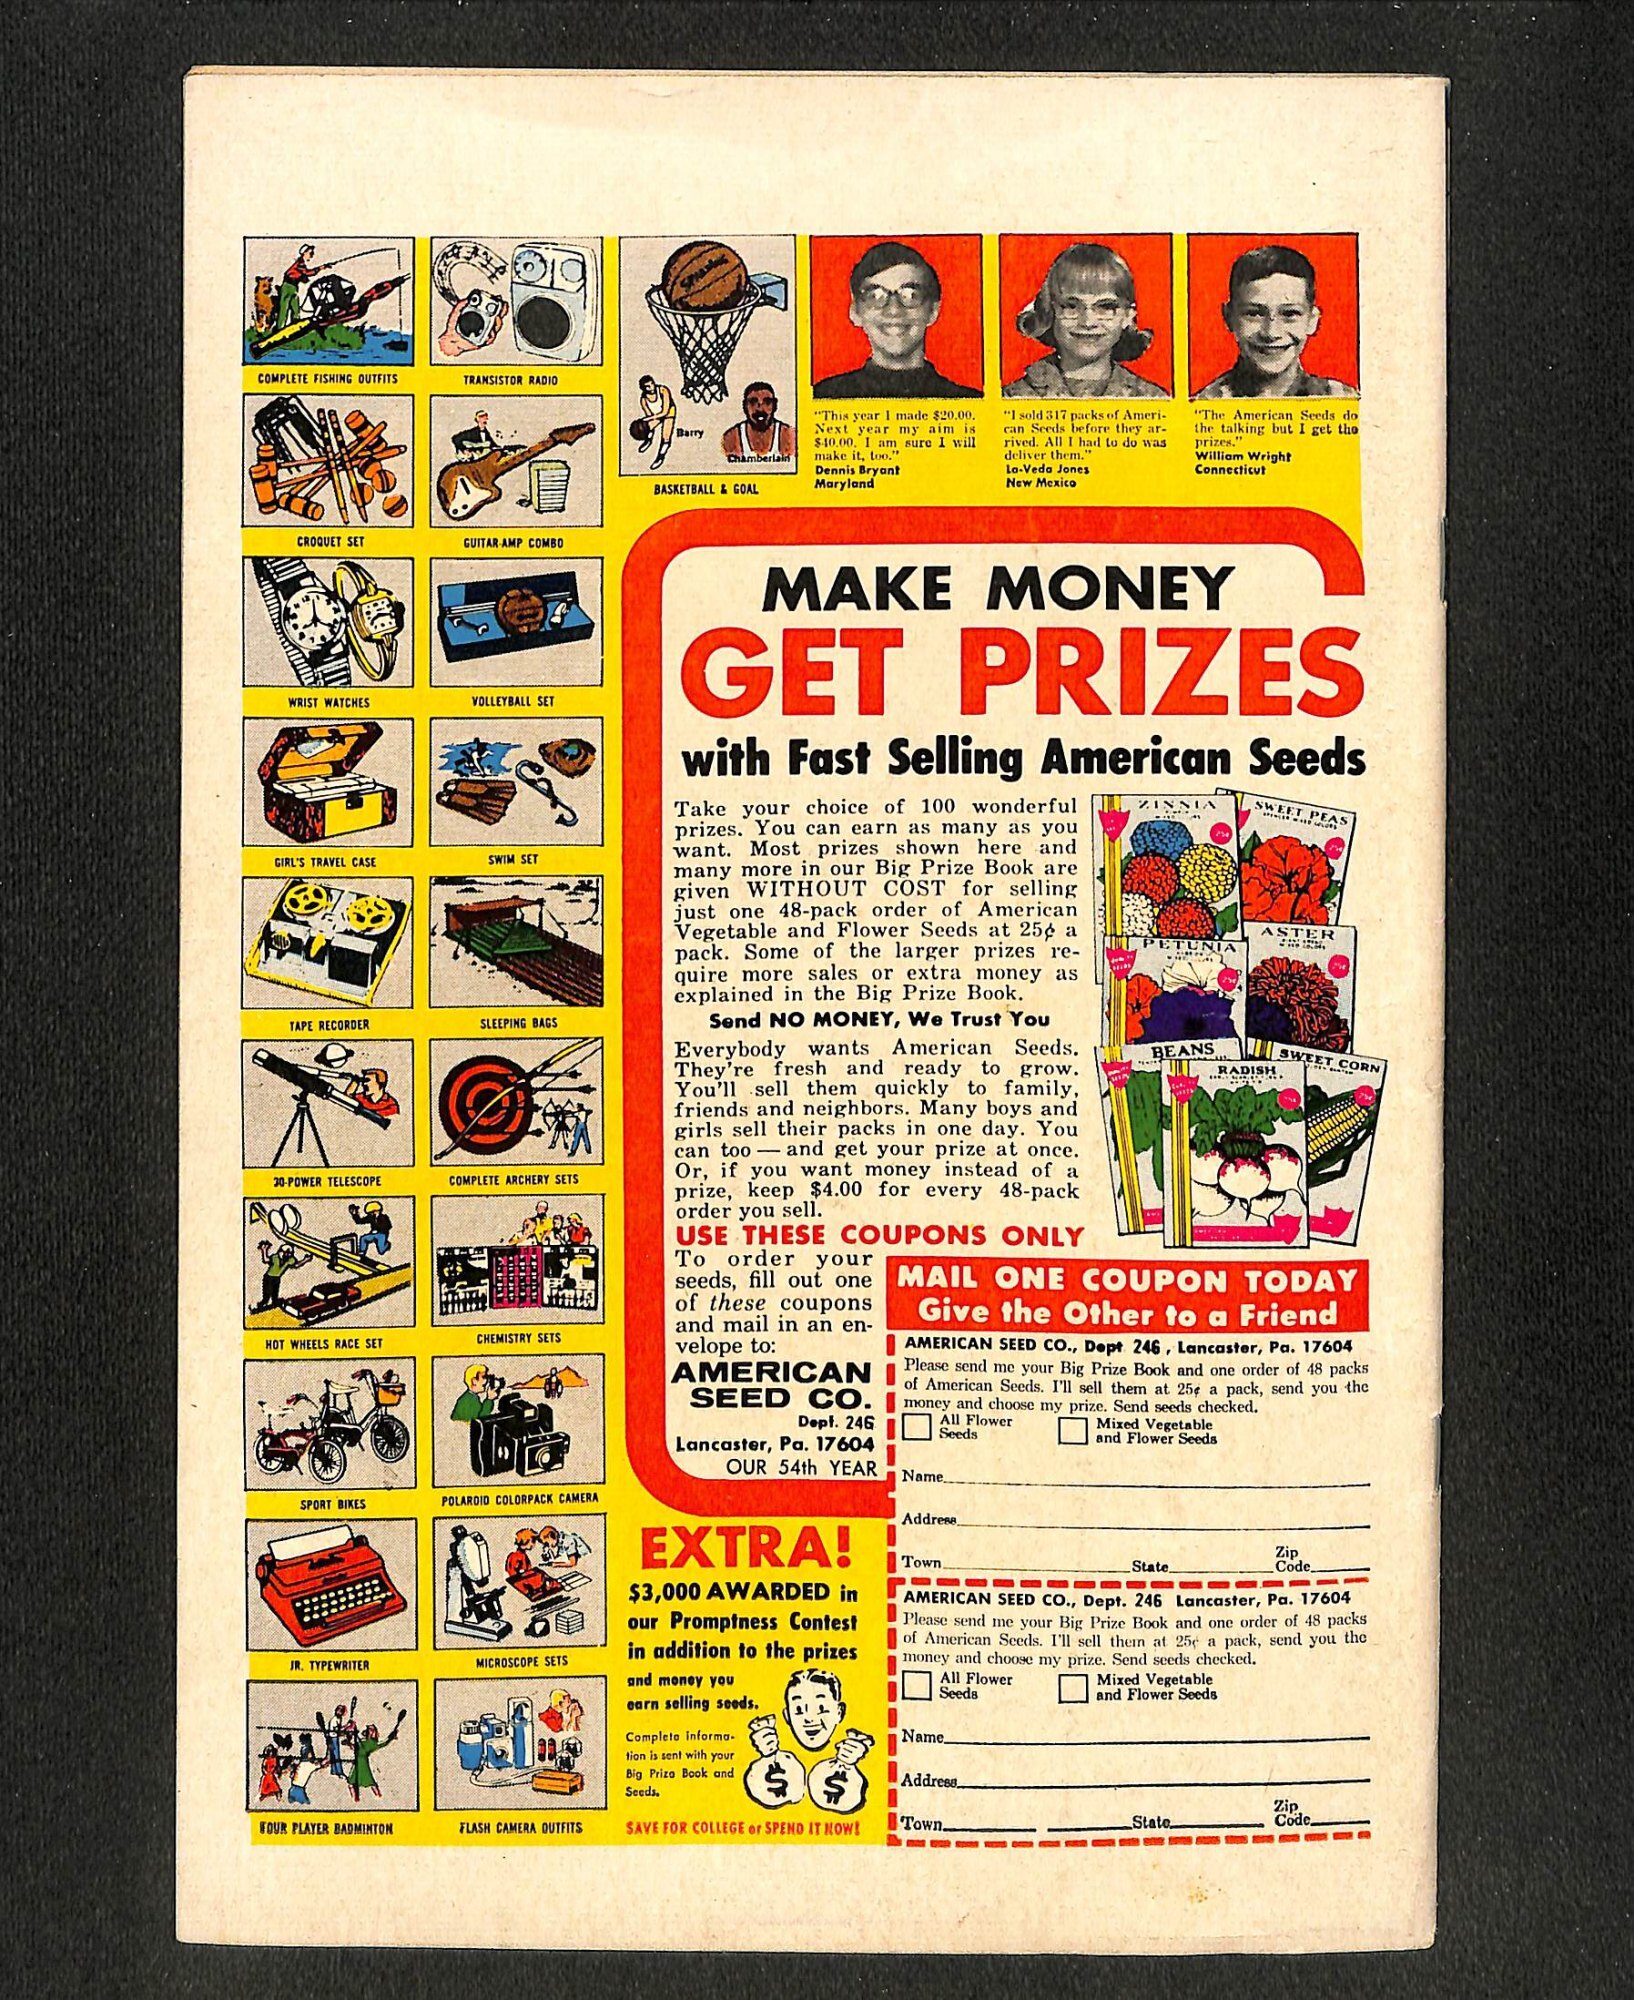 COMPLETE FISHING OUTFITS
TRANSISTOR RADIO
CROQUET SET
GUITAR-AMP COMBO
WRIST WATCHES
VOLLEYBALL SET
GIRL'S TRAVEL CASE
SWIM SET
TAPE RECORDER
SLEEPING BAGS
30-POWER TELESCOPE
COMPLETE ARCHERY SETS
HOT WHEELS RACE SET
CHEMISTRY SETS
SPORT BIKES
POLAROID COLORPACK CAMERA
JR. TYPEWRITER
MICROSCOPE SETS
FOUR PLAYER BADMINTON
FLASH CAMERA OUTFITS
Barry
Chamberlain
BASKETBALL & GOAL
"This year I made $20.00.
Next year my aim is
$40.00. I am sure I will
make it, too."
Dennis Bryant
Maryland
"I sold 317 packs of Ameri-
can Seeds before they ar-
rived. All I had to do was
deliver them."
La-Veda Jones
New Mexico
"The American Seeds do
the talking but I get the
prizes."
William Wright
Connecticut
MAKE MONEY
GET PRIZES
with Fast Selling American Seeds
Take your choice of 100 wonderful
prizes. You can earn as many as you
want. Most prizes shown here and
many more in our Big Prize Book are
given WITHOUT COST for selling
just one 48-pack order of American
Vegetable and Flower Seeds at 25¢ a
pack. Some of the larger prizes re-
quire more sales or extra money as
explained in the Big Prize Book.
Send NO MONEY, We Trust You
Everybody wants American Seeds.
They're fresh and ready to grow.
You'll sell them quickly to family,
friends and neighbors. Many boys and
girls sell their packs in one day. You
can too — and get your prize at once.
Or, if you want money instead of a
prize, keep $4.00 for every 48-pack
order you sell.
USE THESE COUPONS ONLY
To order your
seeds, fill out one
of these coupons
and mail in an en-
velope to:
AMERICAN
SEED CO.
Dept. 246
Lancaster, Pa. 17604
OUR 54th YEAR
ZINNIA
25¢
SWEET PEAS
SPENCER MIXED COLORS
25¢
PETUNIA
25¢
ASTER
25¢
BEANS
RADISH
25¢
SWEET CORN
25¢
MAIL ONE COUPON TODAY
Give the Other to a Friend
AMERICAN SEED CO., Dept 246, Lancaster, Pa. 17604
Please send me your Big Prize Book and one order of 48 packs
of American Seeds. I'll sell them at 25¢ a pack, send you the
money and choose my prize. Send seeds checked.
All Flower
Seeds
Mixed Vegetable
and Flower Seeds
Name
Address
Town State Zip
Code
AMERICAN SEED CO., Dept. 246 Lancaster, Pa. 17604
Please send me your Big Prize Book and one order of 48 packs
of American Seeds. I'll sell them at 25¢ a pack, send you the
money and choose my prize. Send seeds checked.
All Flower
Seeds
Mixed Vegetable
and Flower Seeds
Name
Address
Town State Zip
Code
EXTRA!
$3,000 AWARDED in
our Promptness Contest
in addition to the prizes
and money you
earn selling seeds.
Complete informa-
tion is sent with your
Big Prize Book and
Seeds.
$ $
SAVE FOR COLLEGE or SPEND IT NOW!